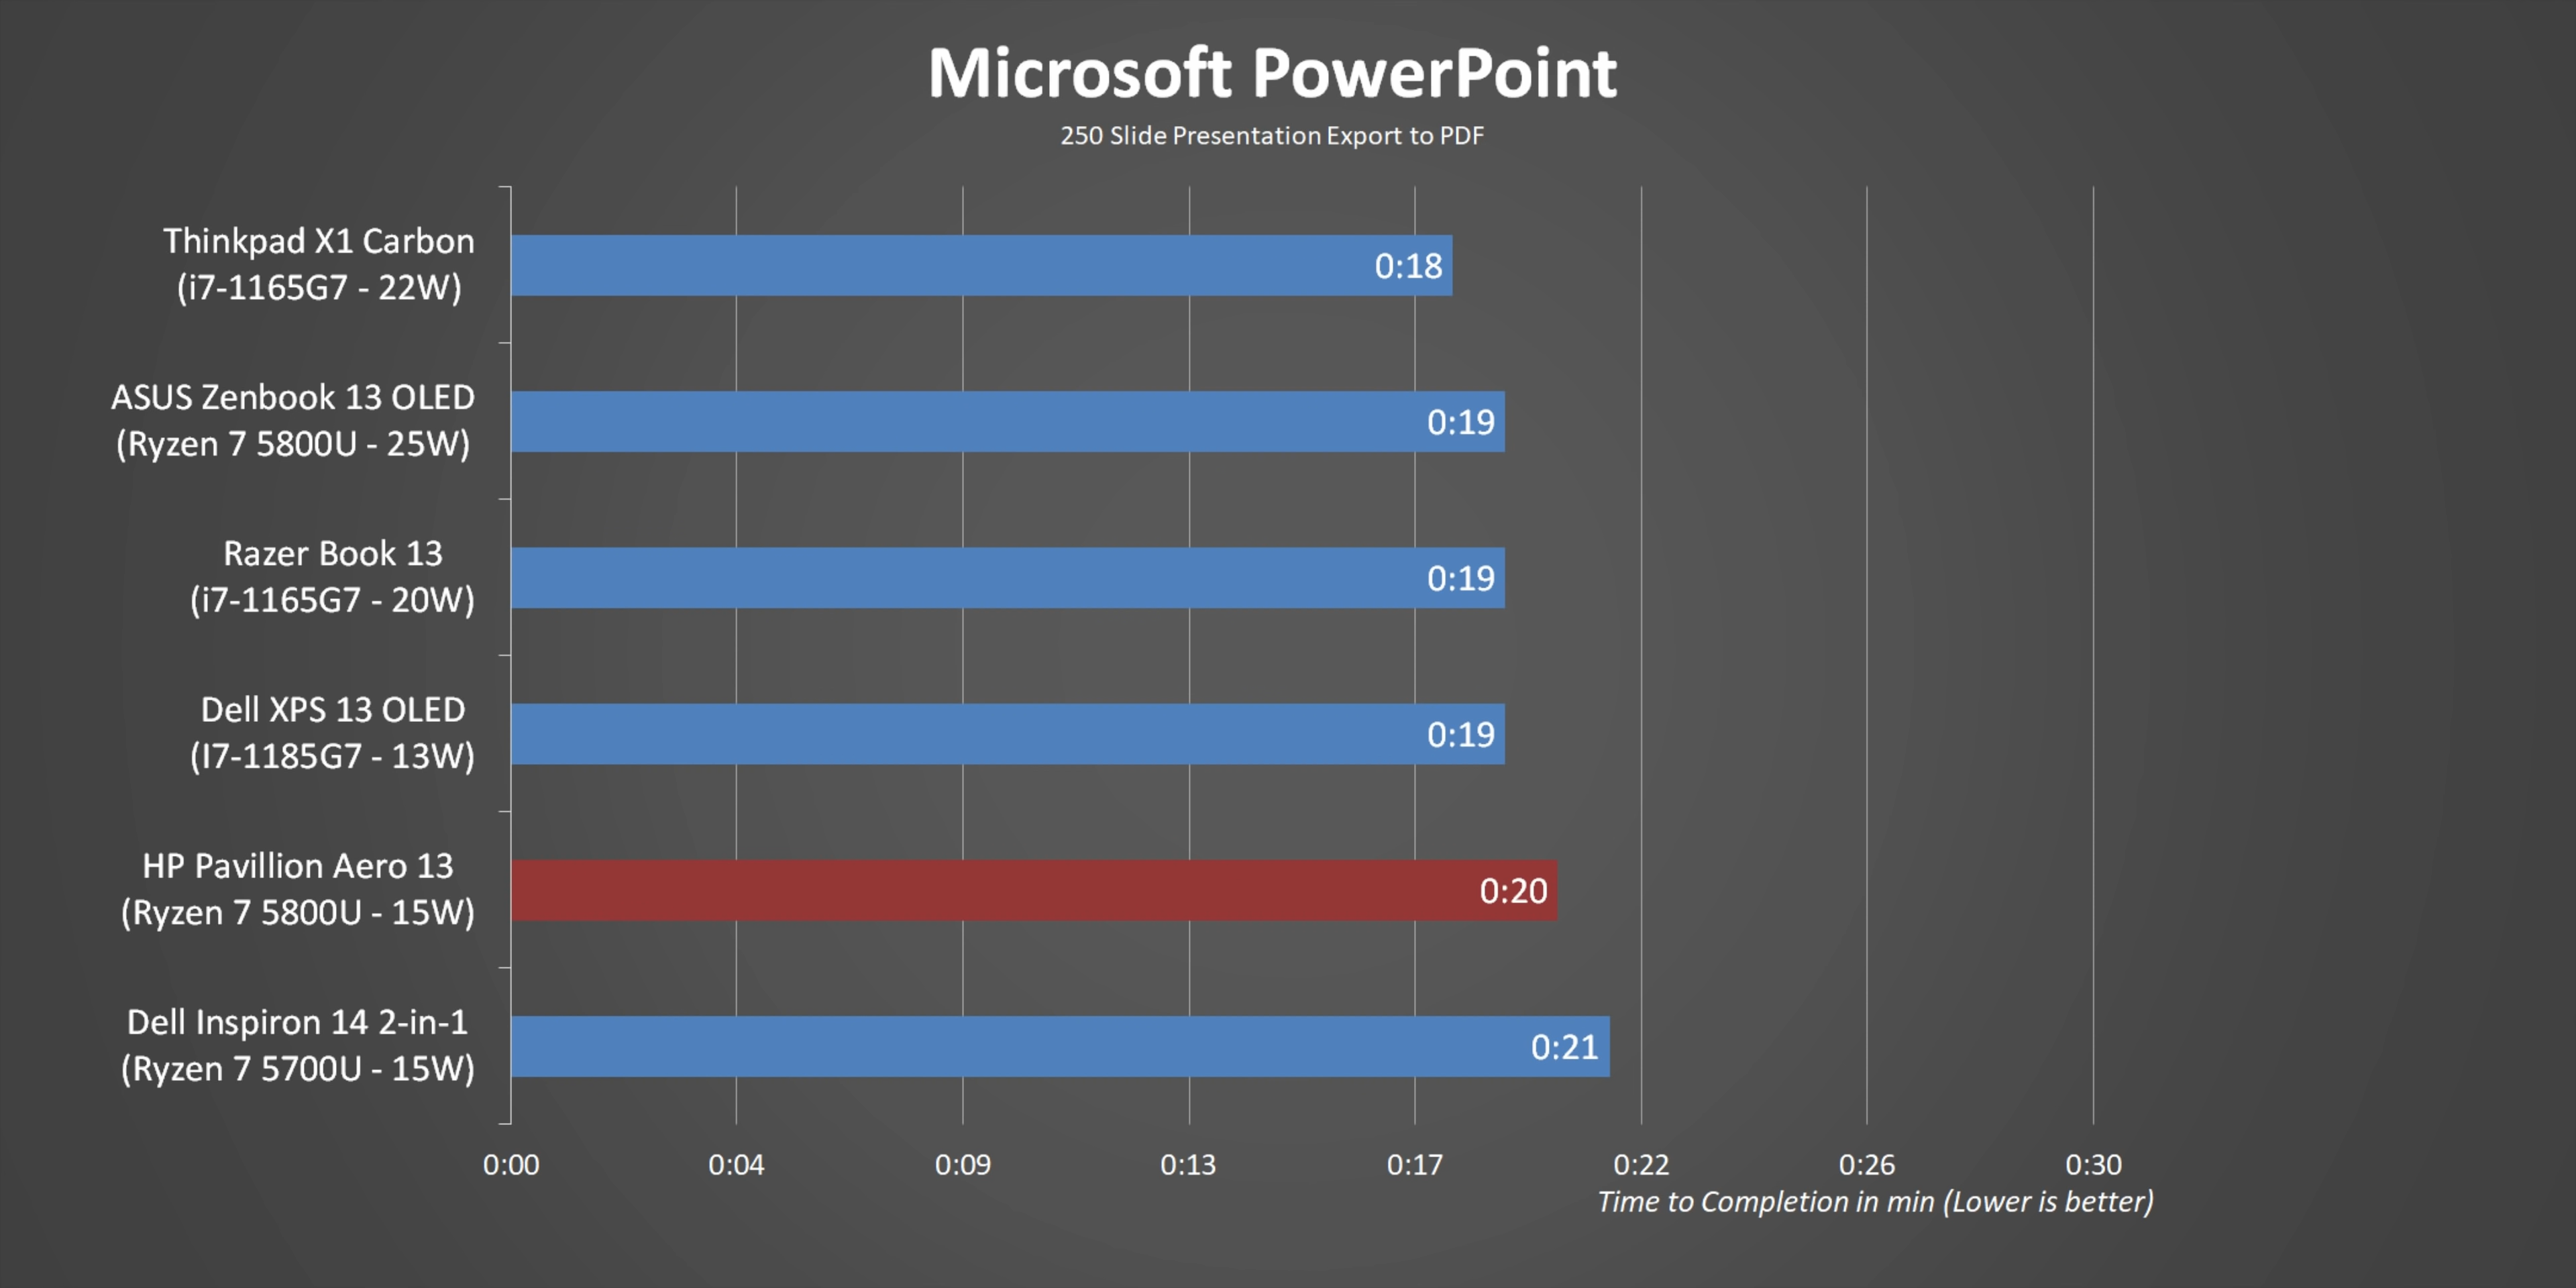 Microsoft PowerPoint
250 Slide Presentation Export to PDF
Thinkpad X1 Carbon
(i7-1165G7 - 22W)
0:18
ASUS Zenbook 13 OLED
(Ryzen 7 5800U - 25W)
0:19
Razer Book 13
(i7-1165G7 - 20W)
0:19
Dell XPS 13 OLED
(I7-1185G7 - 13W)
0:19
HP Pavillion Aero 13
(Ryzen 7 5800U - 15W)
0:20
Dell Inspiron 14 2-in-1
(Ryzen 7 5700U - 15W)
0:21
0:00 0:04 0:09 0:13 0:17 0:22 0:26 0:30
Time to Completion in min (Lower is better)